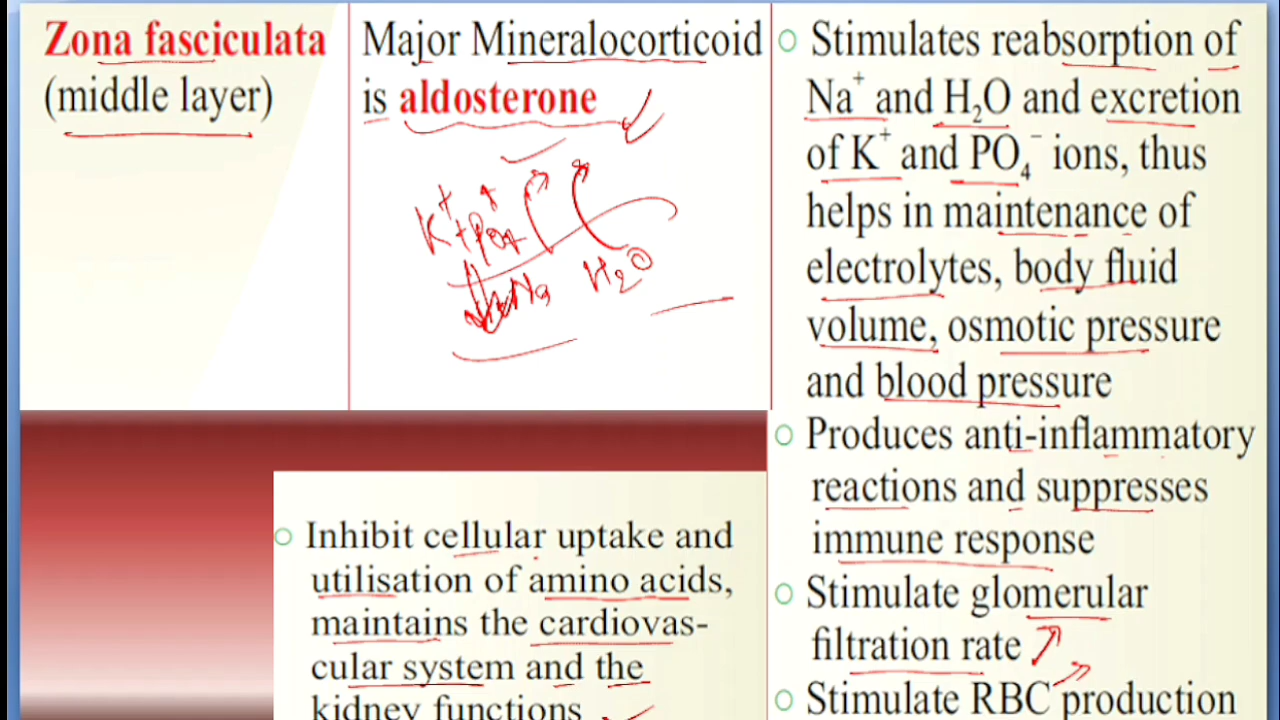 Zona fasciculata
(middle layer)
Major Mineralocorticoid
is aldosterone
K+ + PO4
Na H2O
Stimulates reabsorption of
Na+ and H2O and excretion
of K+ and PO4− ions, thus
helps in maintenance of
electrolytes, body fluid
volume, osmotic pressure
and blood pressure
Produces anti-inflammatory
reactions and suppresses
immune response
Stimulate glomerular
filtration rate
Stimulate RBC production
Inhibit cellular uptake and
utilisation of amino acids,
maintains the cardiovas-
cular system and the
kidney functions